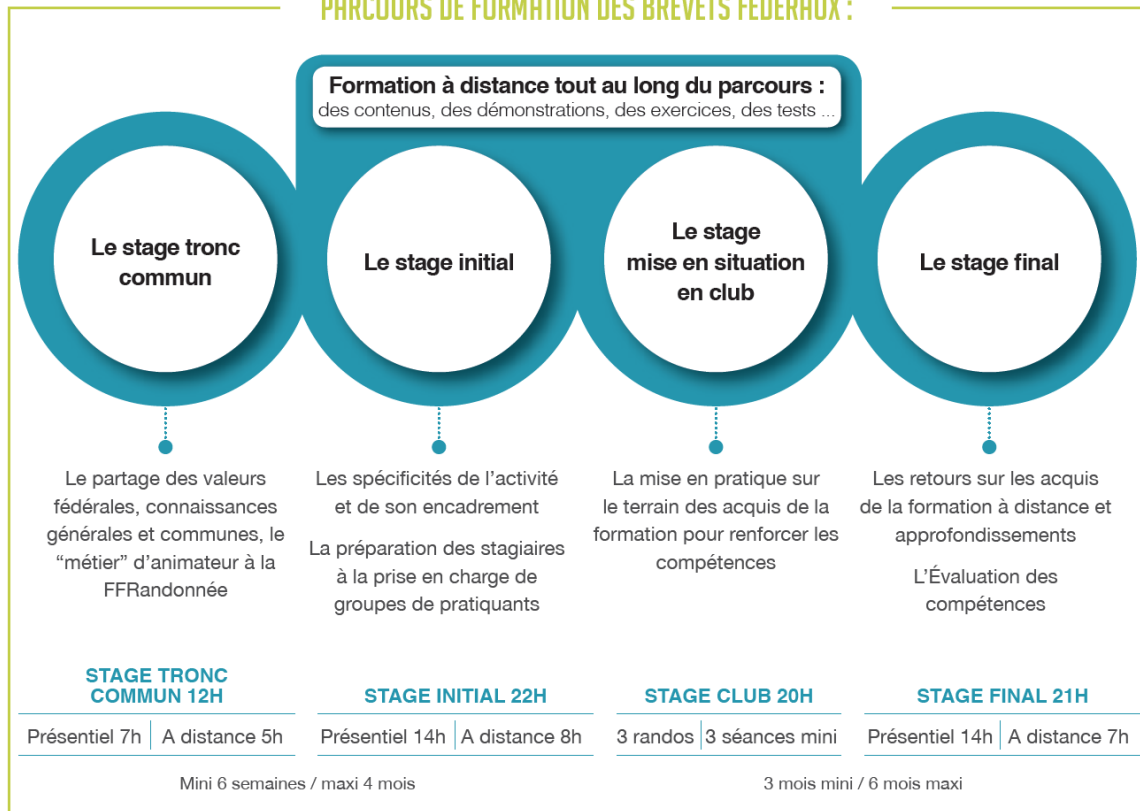 PARCOURS DE FORMATION DES BREVETS FÉDÉRAUX :
Formation à distance tout au long du parcours :
des contenus, des démonstrations, des exercices, des tests ...
Le stage tronc
commun
Le stage initial
Le stage
mise en situation
en club
Le stage final
Le partage des valeurs
fédérales, connaissances
générales et communes, le
“métier” d’animateur à la
FFRandonnée
Les spécificités de l’activité
et de son encadrement
La préparation des stagiaires
à la prise en charge de
groupes de pratiquants
La mise en pratique sur
le terrain des acquis de la
formation pour renforcer les
compétences
Les retours sur les acquis
de la formation à distance et
approfondissements
L’Évaluation des
compétences
STAGE TRONC
COMMUN 12H
Présentiel 7h A distance 5h
STAGE INITIAL 22H
Présentiel 14h A distance 8h
STAGE CLUB 20H
3 randos 3 séances mini
STAGE FINAL 21H
Présentiel 14h A distance 7h
Mini 6 semaines / maxi 4 mois
3 mois mini / 6 mois maxi